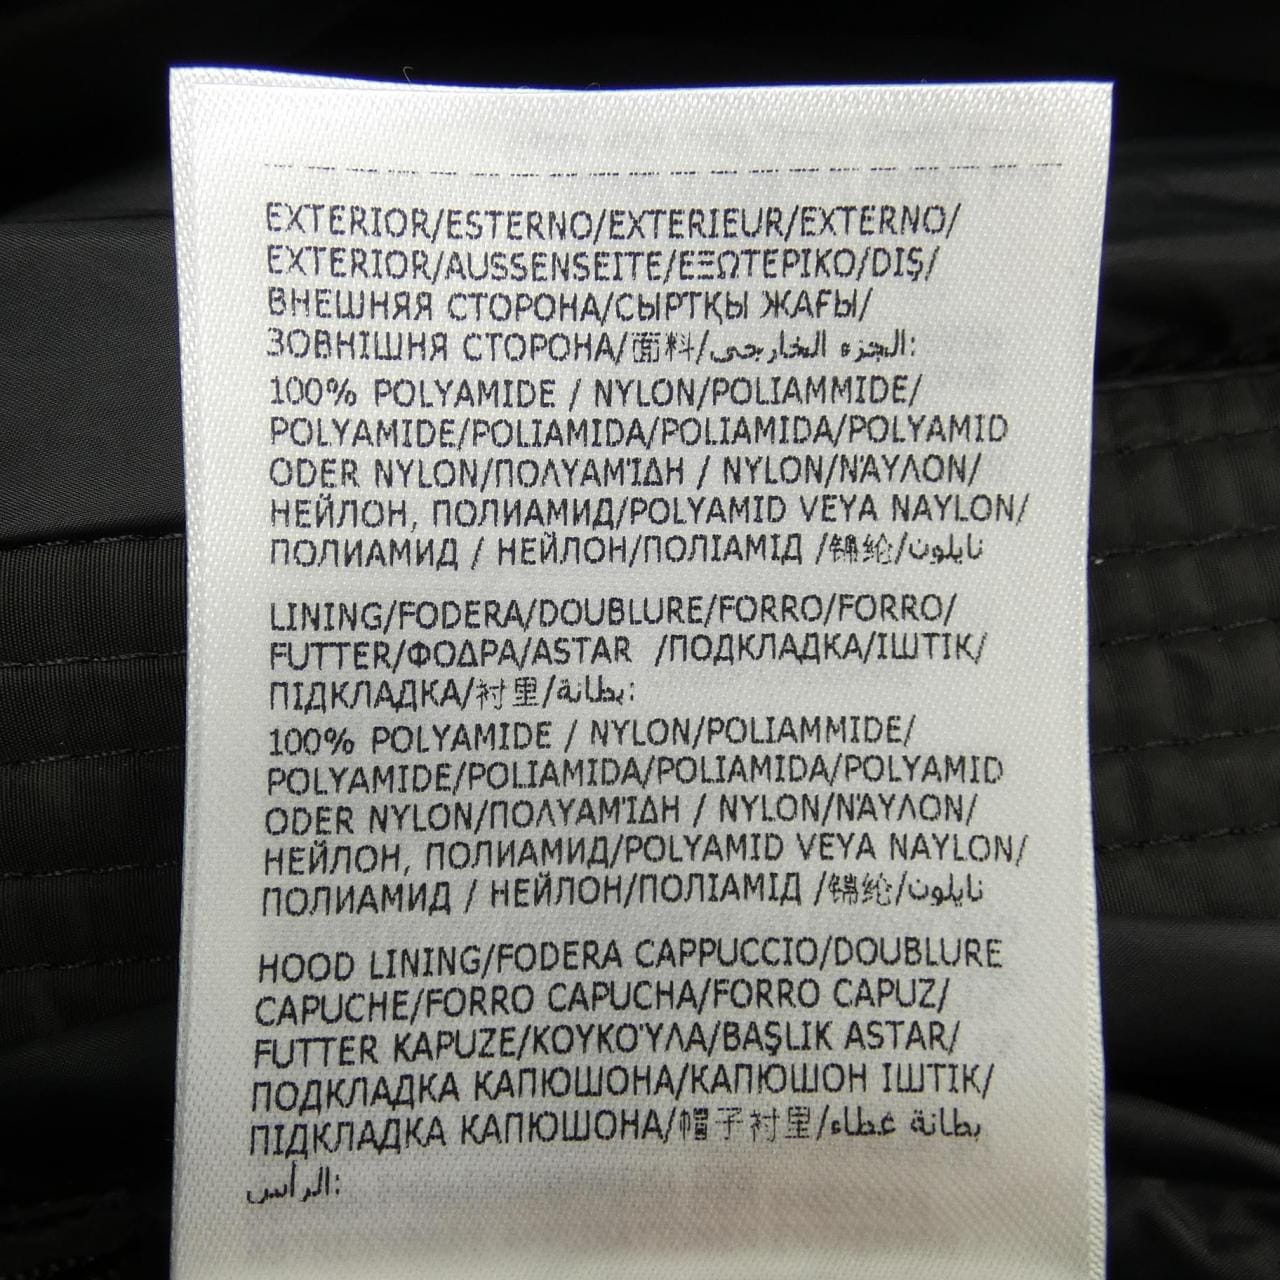 EXTERIOR/ESTERNO/EXTERIEUR/EXTERNO/
EXTERIOR/AUSSENSEITE/ΕΞΩΤΕΡΙΚΟ/DIŞ/
ВНЕШНЯЯ СТОРОНА/СЫРТҚЫ ЖАҒЫ/
ЗОВНІШНЯ СТОРОНА/面料/الجزء الخارجي:
100% POLYAMIDE / NYLON/POLIAMMIDE/
POLYAMIDE/POLIAMIDA/POLIAMIDA/POLYAMID
ODER NYLON/ΠΟΛΥΑΜΊΔΗ / NYLON/ΝΆΥΛΟΝ/
НЕЙЛОН, ПОЛИАМИД/POLYAMID VEYA NAYLON/
ПОЛИАМИД / НЕЙЛОН/ПОЛІАМІД /锦纶/نايلون
LINING/FODERA/DOUBLURE/FORRO/FORRO/
FUTTER/ΦΟΔΡΑ/ASTAR /ПОДКЛАДКА/ІШТІК/
ПІДКЛАДКА/衬里/بطانة:
100% POLYAMIDE / NYLON/POLIAMMIDE/
POLYAMIDE/POLIAMIDA/POLIAMIDA/POLYAMID
ODER NYLON/ΠΟΛΥΑΜΊΔΗ / NYLON/ΝΆΥΛΟΝ/
НЕЙЛОН, ПОЛИАМИД/POLYAMID VEYA NAYLON/
ПОЛИАМИД / НЕЙЛОН/ПОЛІАМІД /锦纶/نايلون
HOOD LINING/FODERA CAPPUCCIO/DOUBLURE
CAPUCHE/FORRO CAPUCHA/FORRO CAPUZ/
FUTTER KAPUZE/ΚΟΥΚΟΎΛΑ/BAŞLIK ASTAR/
ПОДКЛАДКА КАПЮШОНА/КАПЮШОН ІШТІК/
ПІДКЛАДКА КАПЮШОНА/帽子衬里/بطانة غطاء
الرأس: